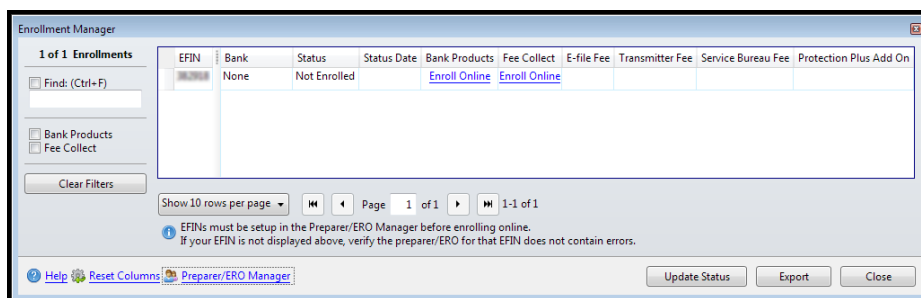 Enrollment Manager
1 of 1 Enrollments
Find: (Ctrl+F)
Bank Products
Fee Collect
Clear Filters
EFIN Bank Status Status Date Bank Products Fee Collect E-file Fee Transmitter Fee Service Bureau Fee Protection Plus Add On
None Not Enrolled Enroll Online Enroll Online
Show 10 rows per page Page 1 of 1 1-1 of 1
EFINs must be setup in the Preparer/ERO Manager before enrolling online.
If your EFIN is not displayed above, verify the preparer/ERO for that EFIN does not contain errors.
Help Reset Columns Preparer/ERO Manager Update Status Export Close